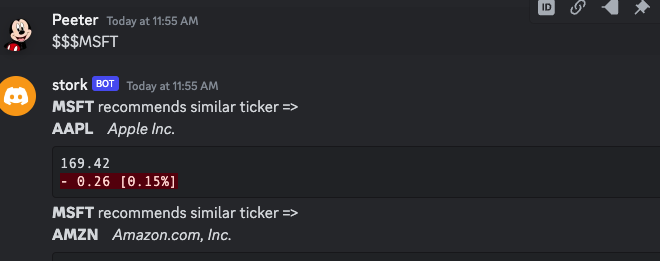 ID
Peeter Today at 11:55 AM
$$$MSFT
stork BOT Today at 11:55 AM
MSFT recommends similar ticker =>
AAPL Apple Inc.
169.42
- 0.26 [0.15%]
MSFT recommends similar ticker =>
AMZN Amazon.com, Inc.